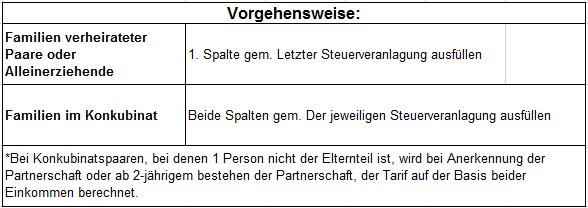 Vorgehensweise:
Familien verheirateter
Paare oder
Alleinerziehende
1. Spalte gem. Letzter Steuerveranlagung ausfüllen
Familien im Konkubinat
Beide Spalten gem. Der jeweiligen Steuerveranlagung ausfüllen
*Bei Konkubinatspaaren, bei denen 1 Person nicht der Elternteil ist, wird bei Anerkennung der
Partnerschaft oder ab 2-jährigem bestehen der Partnerschaft, der Tarif auf der Basis beider
Einkommen berechnet.